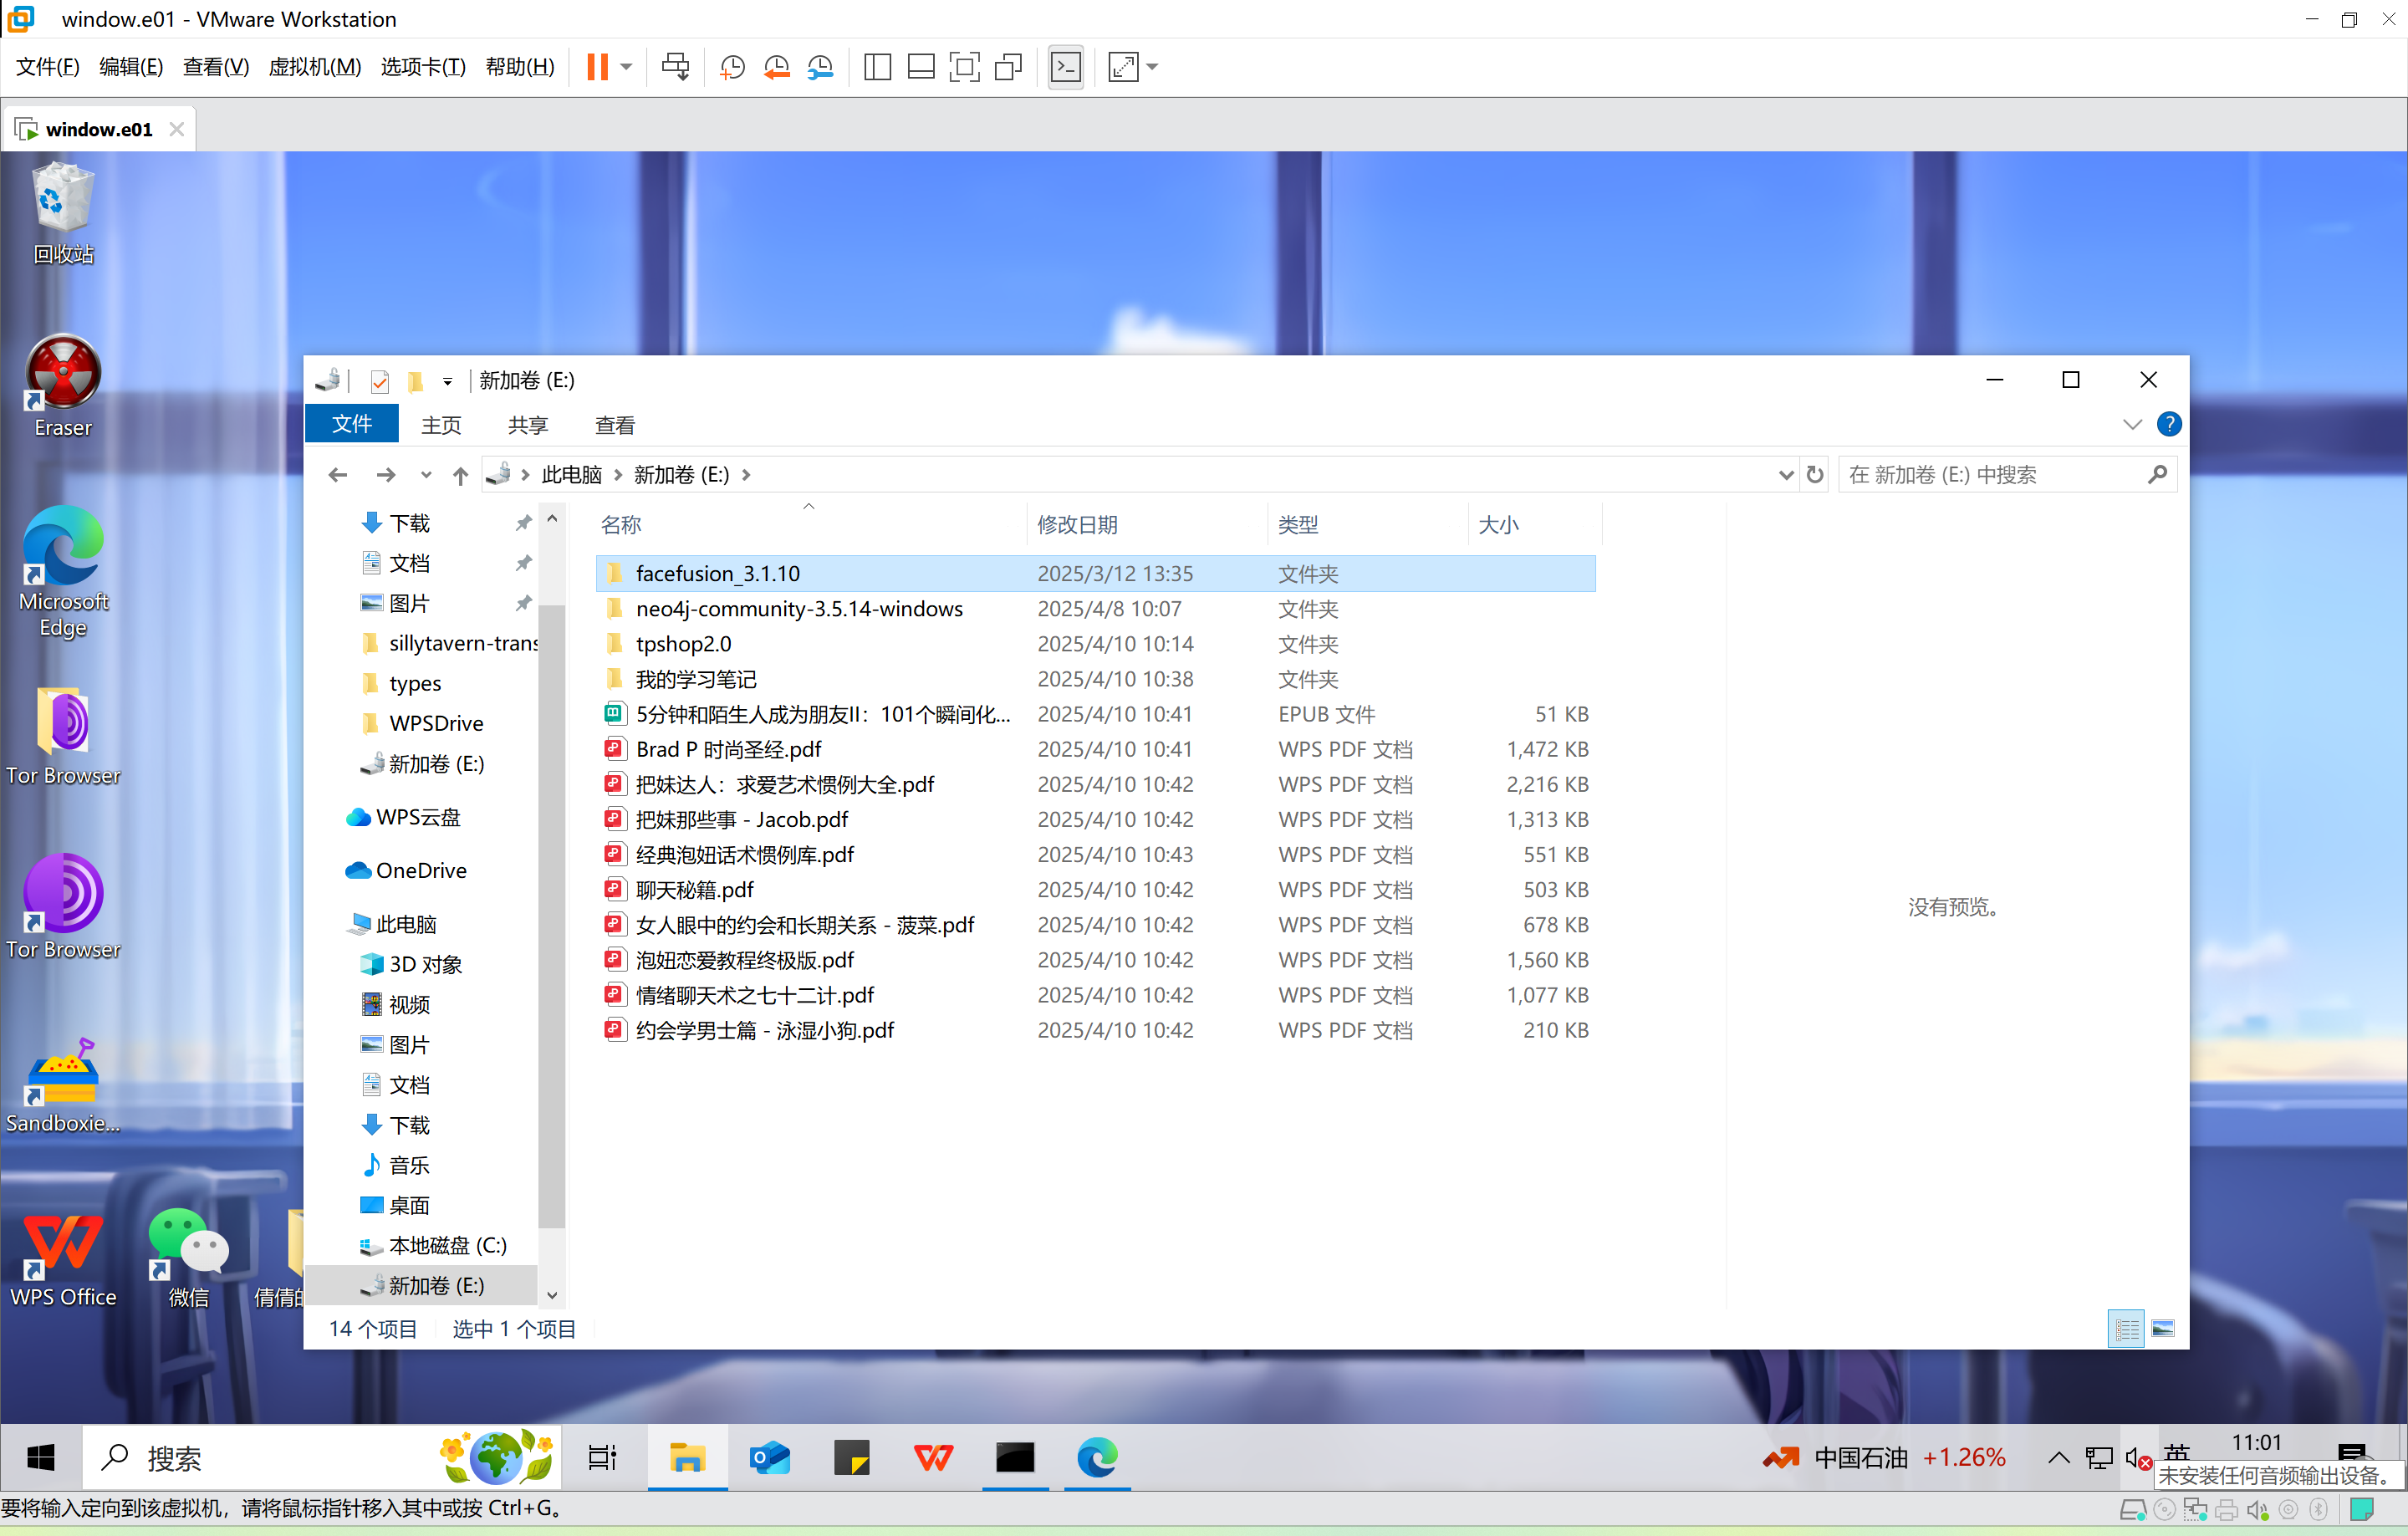 window.e01 - VMware Workstation
文件(F) 编辑(E) 查看(V) 虚拟机(M) 选项卡(T) 帮助(H)
window.e01
回收站
Eraser
Microsoft Edge
Tor Browser
Tor Browser
Sandboxie...
WPS Office
微信
倩倩的
新加卷 (E:)
文件 主页 共享 查看
此电脑 新加卷 (E:)
在 新加卷 (E:) 中搜索
下载
文档
图片
sillytavern-trans
types
WPSDrive
新加卷 (E:)
WPS云盘
OneDrive
此电脑
3D 对象
视频
图片
文档
下载
音乐
桌面
本地磁盘 (C:)
新加卷 (E:)
名称 修改日期 类型 大小
facefusion_3.1.10 2025/3/12 13:35 文件夹
neo4j-community-3.5.14-windows 2025/4/8 10:07 文件夹
tpshop2.0 2025/4/10 10:14 文件夹
我的学习笔记 2025/4/10 10:38 文件夹
5分钟和陌生人成为朋友II：101个瞬间化... 2025/4/10 10:41 EPUB 文件 51 KB
Brad P 时尚圣经.pdf 2025/4/10 10:41 WPS PDF 文档 1,472 KB
把妹达人：求爱艺术惯例大全.pdf 2025/4/10 10:42 WPS PDF 文档 2,216 KB
把妹那些事 - Jacob.pdf 2025/4/10 10:42 WPS PDF 文档 1,313 KB
经典泡妞话术惯例库.pdf 2025/4/10 10:43 WPS PDF 文档 551 KB
聊天秘籍.pdf 2025/4/10 10:42 WPS PDF 文档 503 KB
女人眼中的约会和长期关系 - 菠菜.pdf 2025/4/10 10:42 WPS PDF 文档 678 KB
泡妞恋爱教程终极版.pdf 2025/4/10 10:42 WPS PDF 文档 1,560 KB
情绪聊天术之七十二计.pdf 2025/4/10 10:42 WPS PDF 文档 1,077 KB
约会学男士篇 - 泳湿小狗.pdf 2025/4/10 10:42 WPS PDF 文档 210 KB
没有预览。
14 个项目 选中 1 个项目
搜索
中国石油 +1.26%
英
11:01
未安装任何音频输出设备。
要将输入定向到该虚拟机，请将鼠标指针移入其中或按 Ctrl+G。